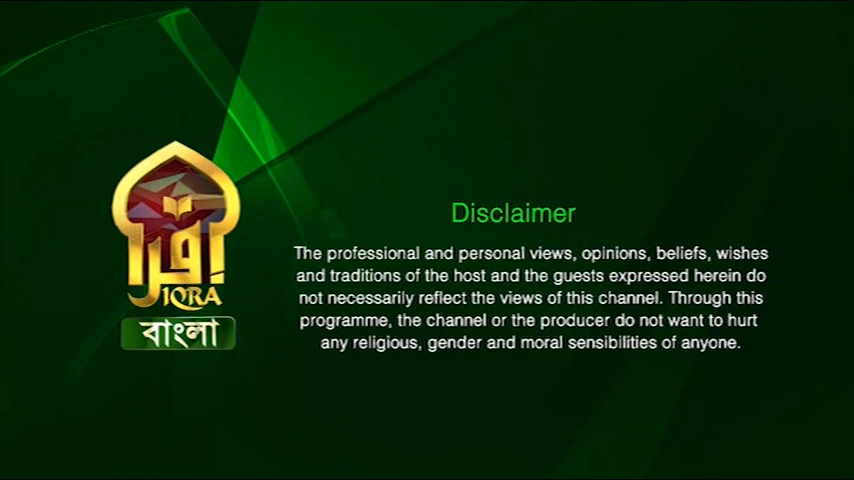 اقرأ
IQRA
বাংলা
Disclaimer
The professional and personal views, opinions, beliefs, wishes
and traditions of the host and the guests expressed herein do
not necessarily reflect the views of this channel. Through this
programme, the channel or the producer do not want to hurt
any religious, gender and moral sensibilities of anyone.